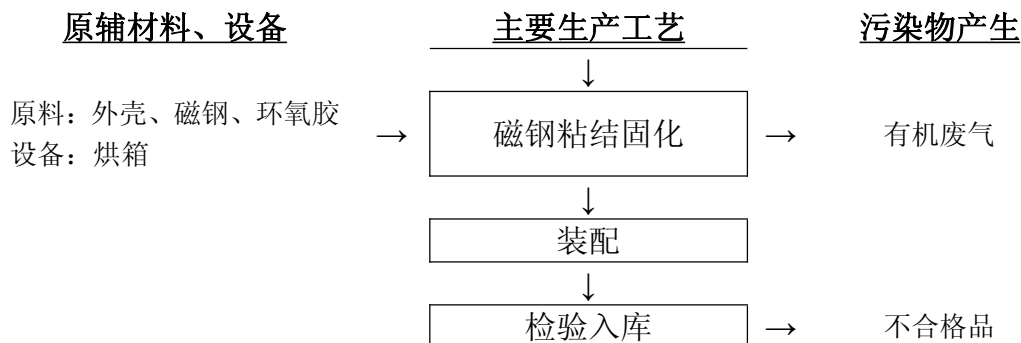 原辅材料、设备 主要生产工艺 污染物产生
↓
原料：外壳、磁钢、环氧胶
设备：烘箱
→ 磁钢粘结固化 → 有机废气
↓
装配
↓
检验入库 → 不合格品